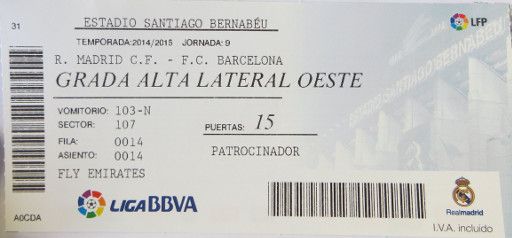 31
ESTADIO SANTIAGO BERNABÉU
LFP
TEMPORADA:2014/2015 JORNADA:9
R. MADRID C.F. - F.C. BARCELONA
GRADA ALTA LATERAL OESTE
VOMITORIO: 103-N
SECTOR: 107
PUERTAS: 15
FILA: 0014
ASIENTO: 0014
PATROCINADOR
FLY EMIRATES
LIGA BBVA
Realmadrid
A0CDA
I.V.A. incluido